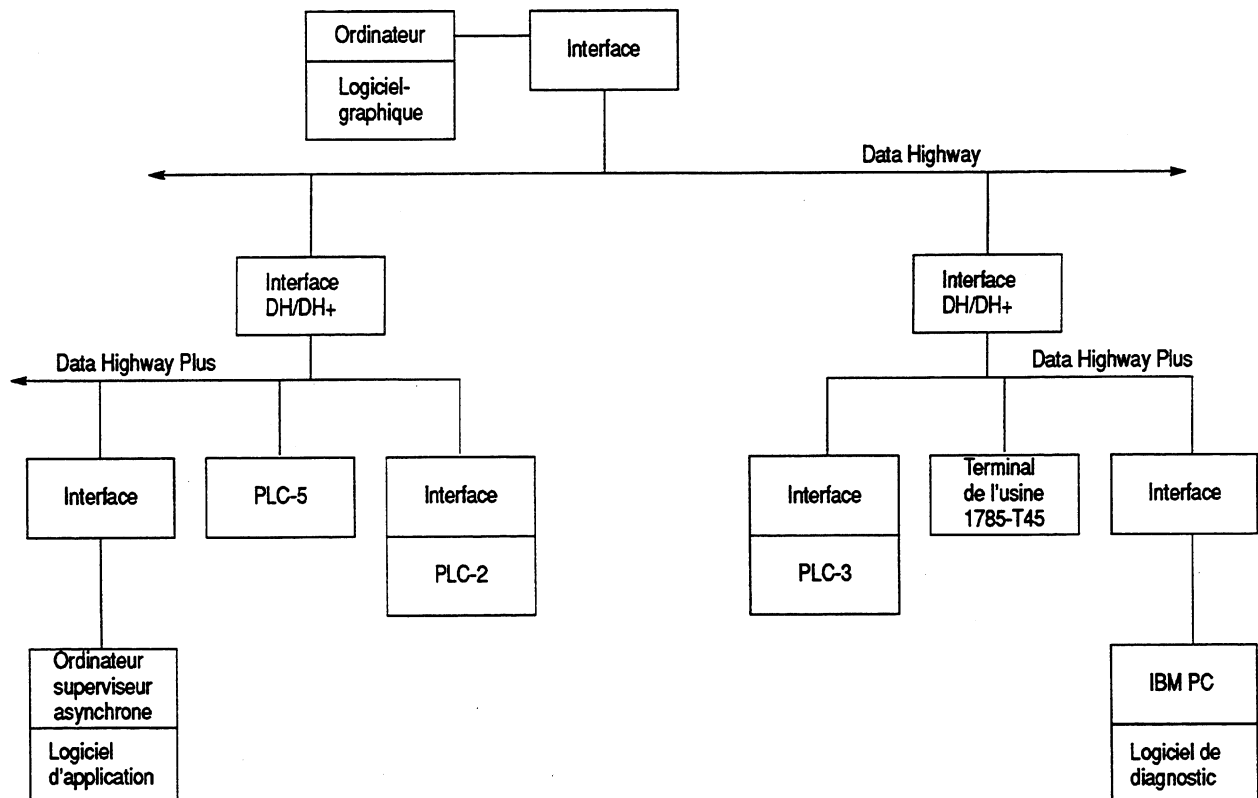 Ordinateur
Interface
Logiciel-
graphique
Data Highway
Interface
DH/DH+
Interface
DH/DH+
Data Highway Plus
Data Highway Plus
Interface
PLC-5
Interface
PLC-2
Interface
PLC-3
Terminal
de l'usine
1785-T45
Interface
Ordinateur
superviseur
asynchrone
Logiciel
d'application
IBM PC
Logiciel de
diagnostic